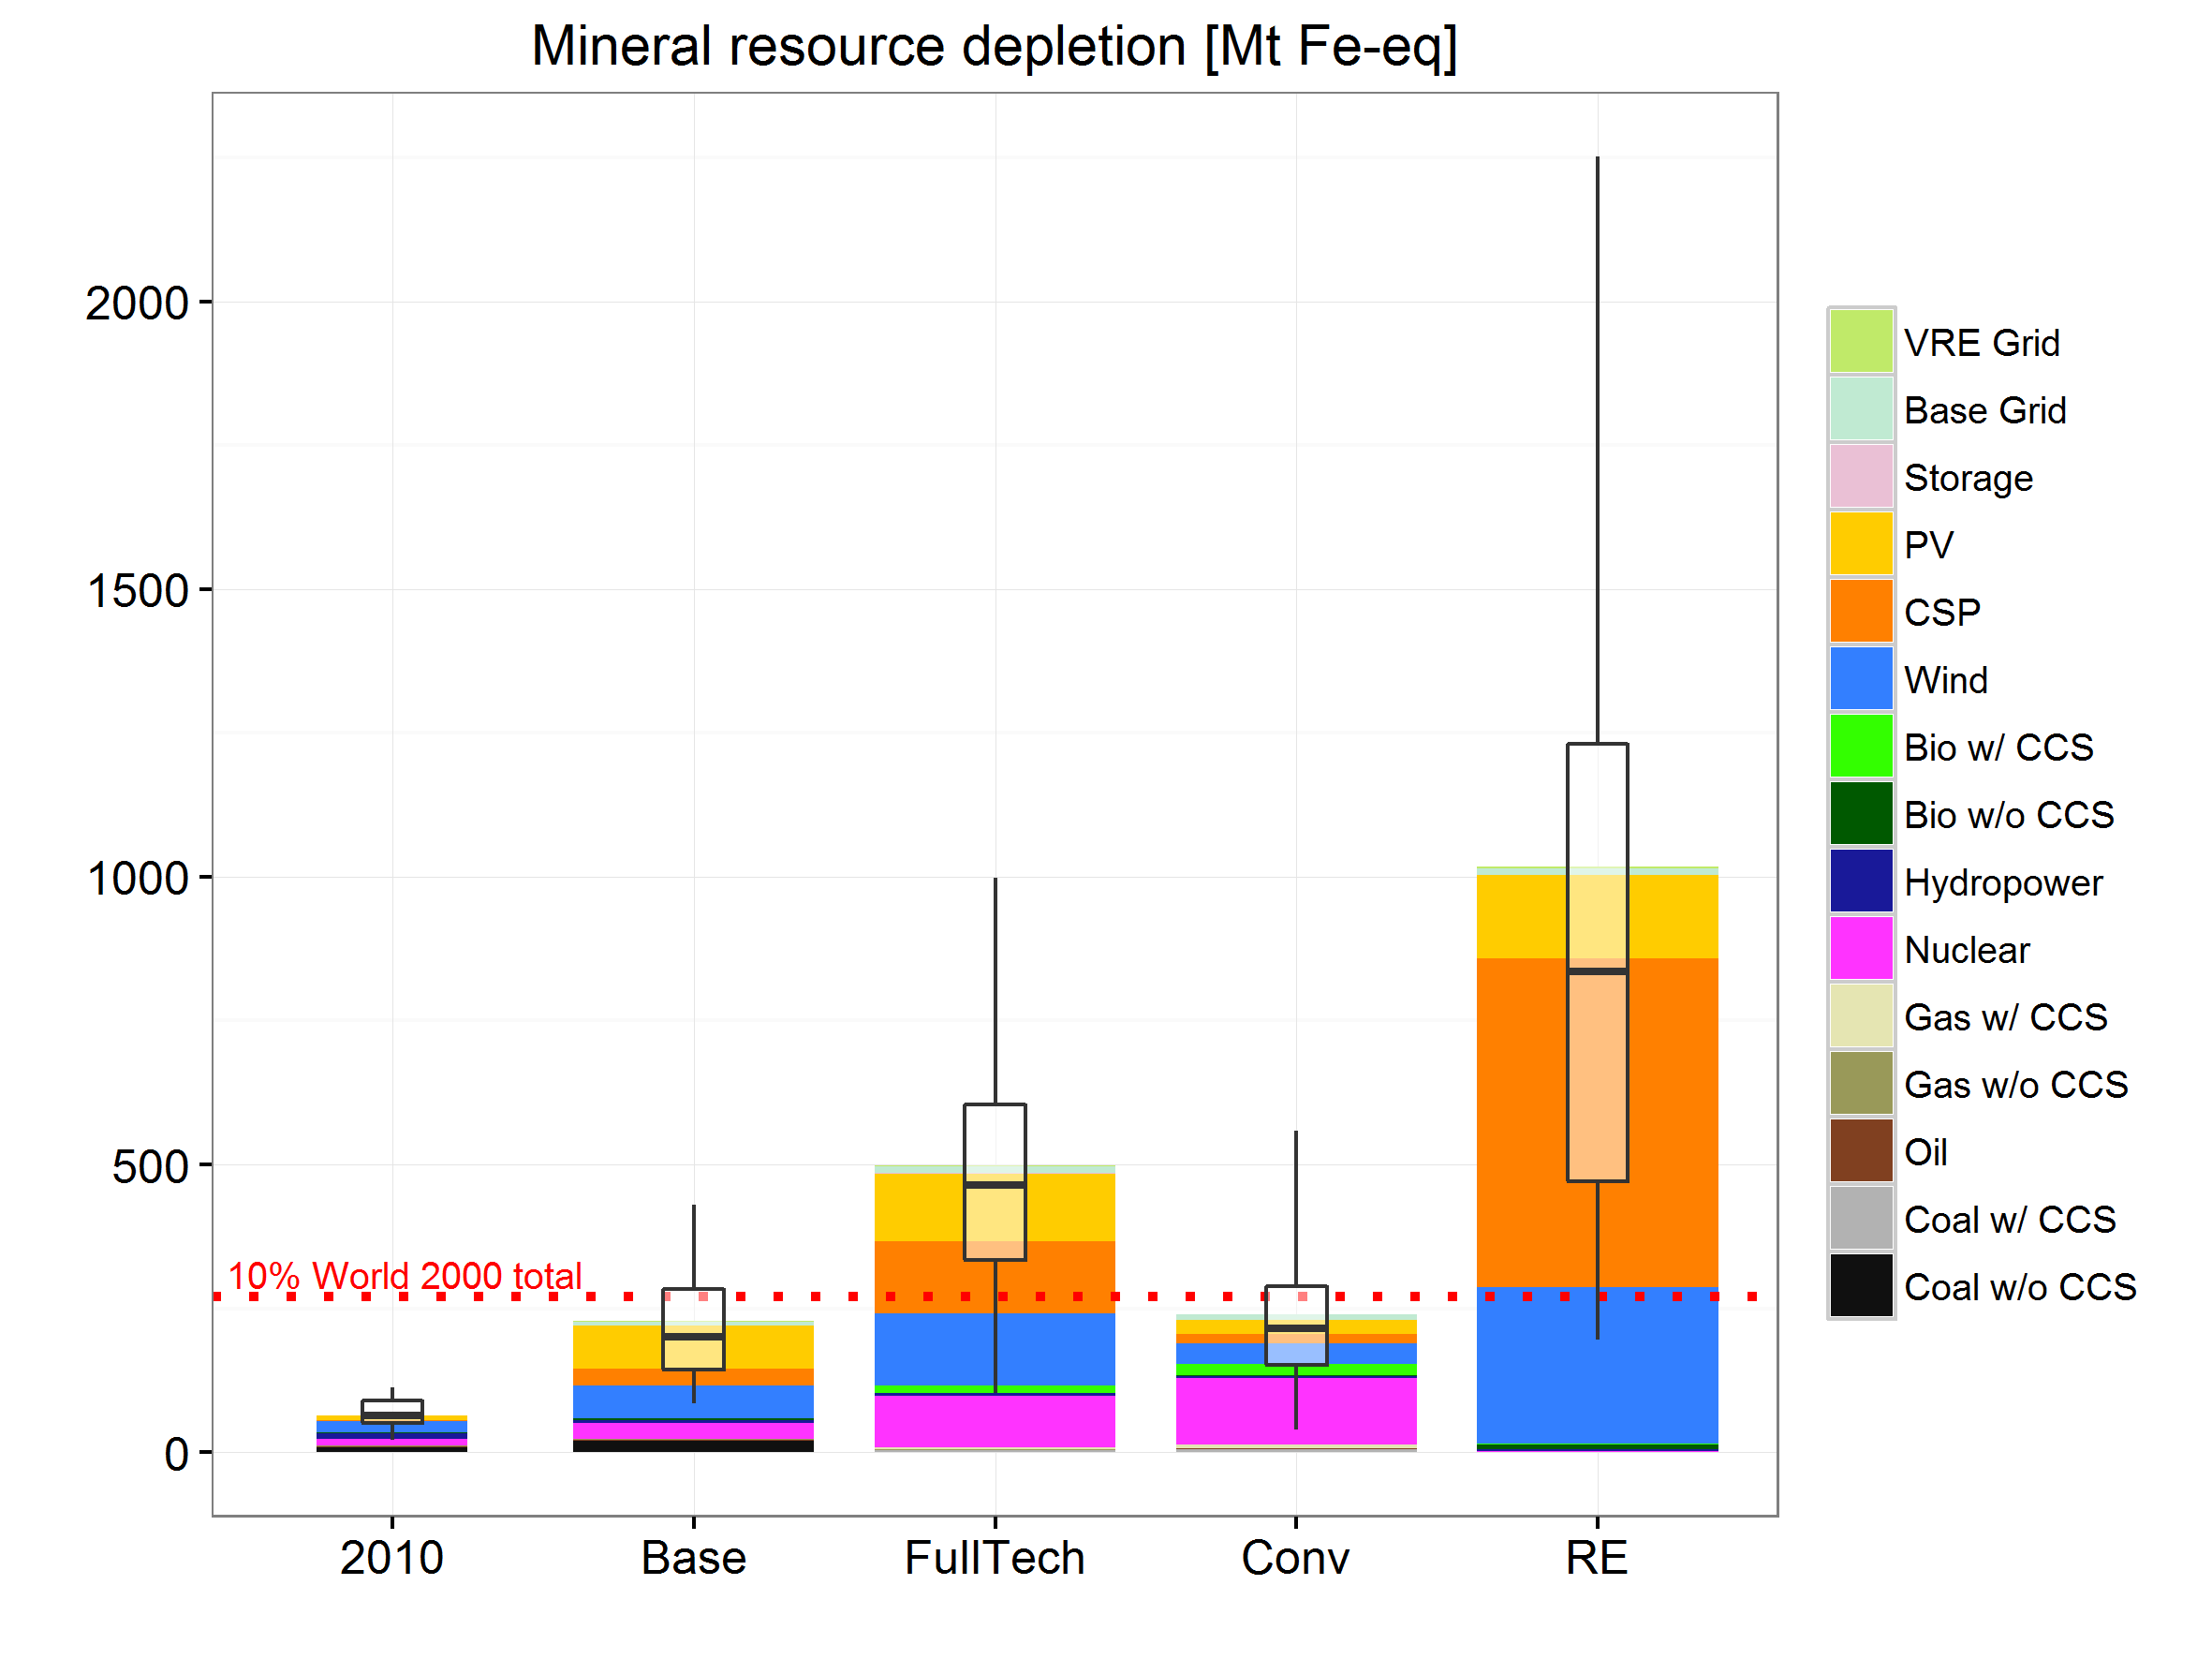 Mineral resource depletion [Mt Fe-eq]
2000
1500
1000
500
0
10% World 2000 total
2010
Base
FullTech
Conv
RE
VRE Grid
Base Grid
Storage
PV
CSP
Wind
Bio w/ CCS
Bio w/o CCS
Hydropower
Nuclear
Gas w/ CCS
Gas w/o CCS
Oil
Coal w/ CCS
Coal w/o CCS